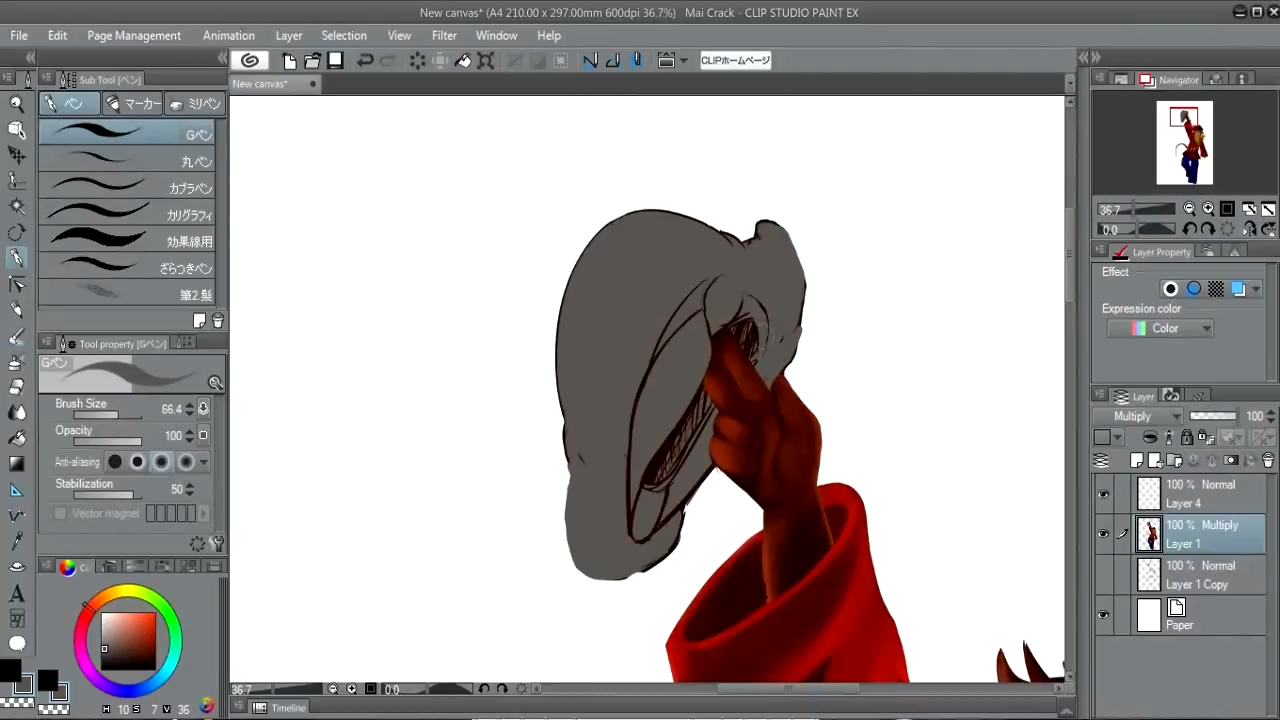 New canvas* (A4 210.00 x 297.00mm 600dpi 36.7%) Mai Crack - CLIP STUDIO PAINT EX
File Edit Page Management Animation Layer Selection View Filter Window Help
CLIPホームページ
Sub Tool [ペン]
New canvas*
Navigator
ペン マーカー ミリペン
Gペン
丸ペン
カブラペン
カリグラフィ
効果線用
ざらつきペン
筆2.髪
36.7
0.0
Layer Property
Effect
Expression color
Color
Tool property [Gペン]
Gペン
Brush Size 66.4
Opacity 100
Anti-aliasing
Stabilization 50
Vector magnet
Layer
Multiply 100
100 % Normal
Layer 4
100 % Multiply
Layer 1
100 % Normal
Layer 1 Copy
Paper
H 10 S 7 V 36
36.7 0.0
Timeline